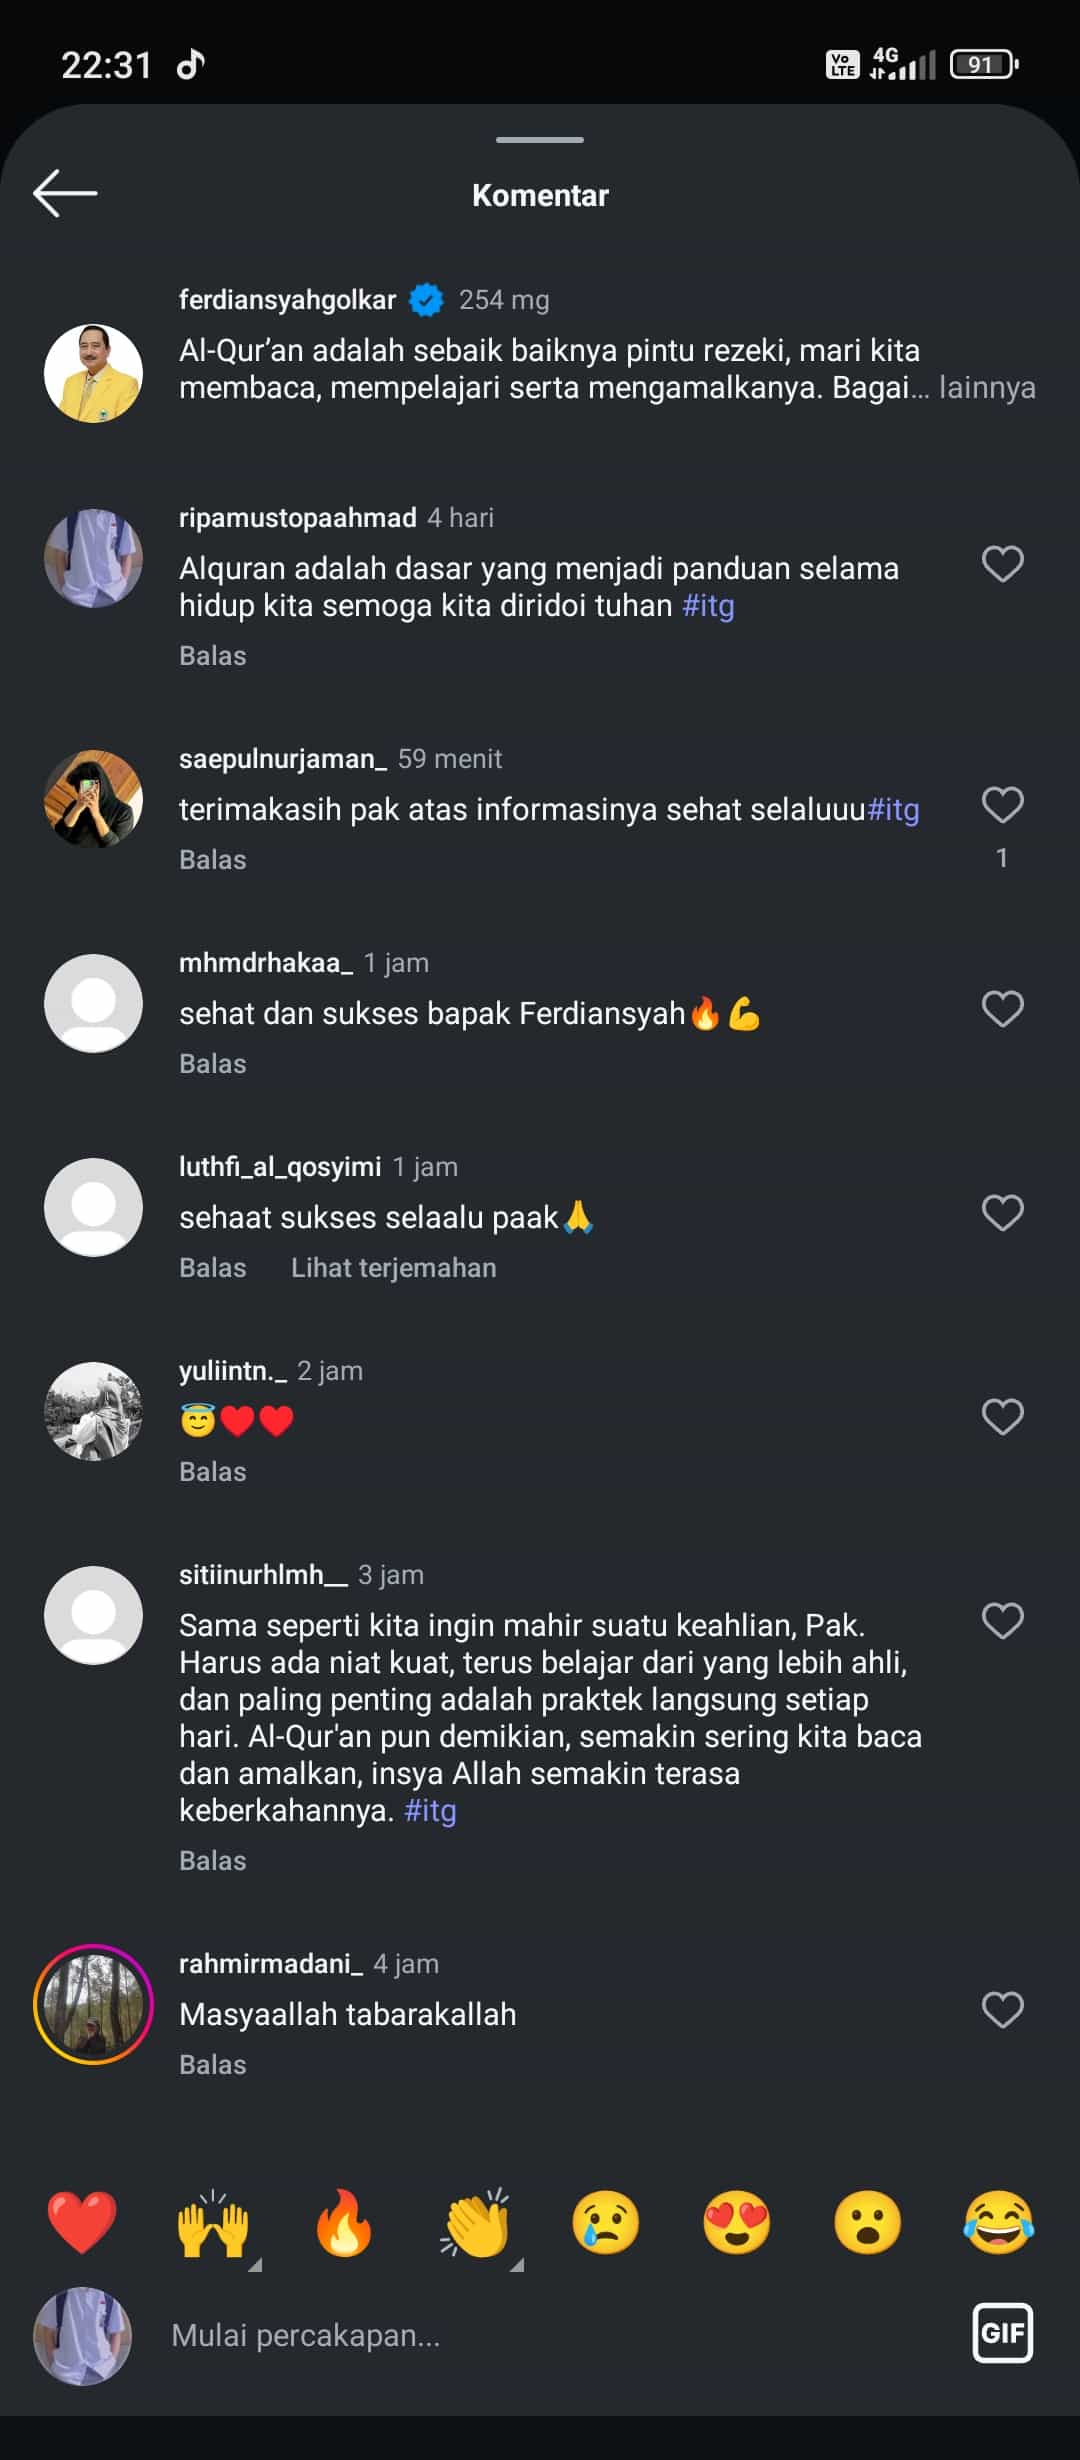 22:31
Vo LTE 4G 91
Komentar
ferdiansyahgolkar 254 mg
Al-Qur’an adalah sebaik baiknya pintu rezeki, mari kita
membaca, mempelajari serta mengamalkanya. Bagai... lainnya
ripamustopaahmad 4 hari
Alquran adalah dasar yang menjadi panduan selama
hidup kita semoga kita diridoi tuhan #itg
Balas
saepulnurjaman_ 59 menit
terimakasih pak atas informasinya sehat selaluuu#itg
Balas
1
mhmdrhakaa_ 1 jam
sehat dan sukses bapak Ferdiansyah🔥💪
Balas
luthfi_al_qosyimi 1 jam
sehaat sukses selaalu paak🙏
Balas Lihat terjemahan
yuliintn._ 2 jam
😇❤️❤️
Balas
sitiinurhlmh__ 3 jam
Sama seperti kita ingin mahir suatu keahlian, Pak.
Harus ada niat kuat, terus belajar dari yang lebih ahli,
dan paling penting adalah praktek langsung setiap
hari. Al-Qur'an pun demikian, semakin sering kita baca
dan amalkan, insya Allah semakin terasa
keberkahannya. #itg
Balas
rahmirmadani_ 4 jam
Masyaallah tabarakallah
Balas
❤️ 🙌 🔥 👏 😢 😍 😮 😂
Mulai percakapan...
GIF